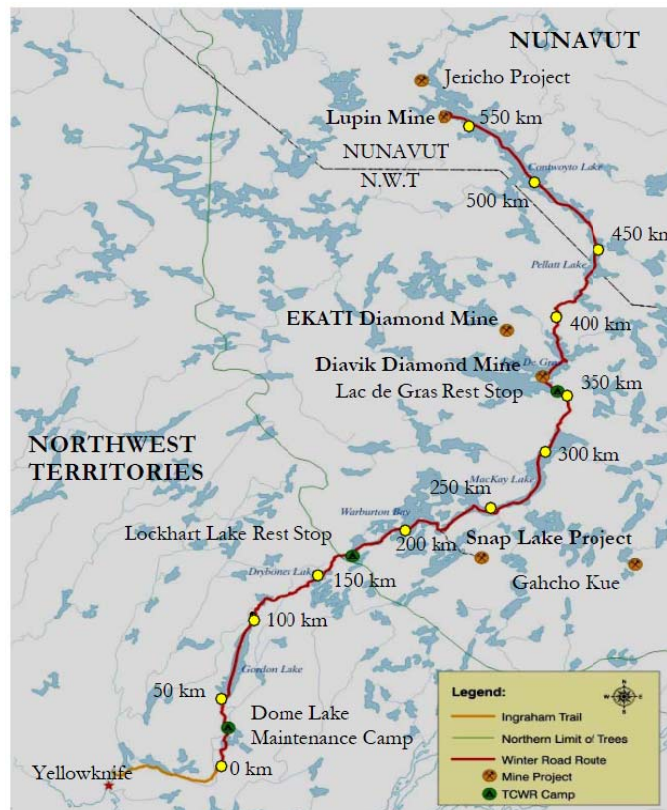 NUNAVUT
Jericho Project
Lupin Mine
550 km
NUNAVUT
N.W.T
Contwoyto Lake
500 km
450 km
Pellatt Lake
400 km
EKATI Diamond Mine
Lac De Gras
Diavik Diamond Mine
350 km
Lac de Gras Rest Stop
NORTHWEST
TERRITORIES
300 km
MacKay Lake
250 km
Warburton Bay
Lockhart Lake Rest Stop
200 km
Snap Lake Project
Drybones Lake
150 km
Gahcho Kue
100 km
Gordon Lake
50 km
Dome Lake
Maintenance Camp
Yellowknife
0 km
Legend:
Ingraham Trail
Northern Limit of Trees
Winter Road Route
Mine Project
TCWR Camp
N
W
E
S